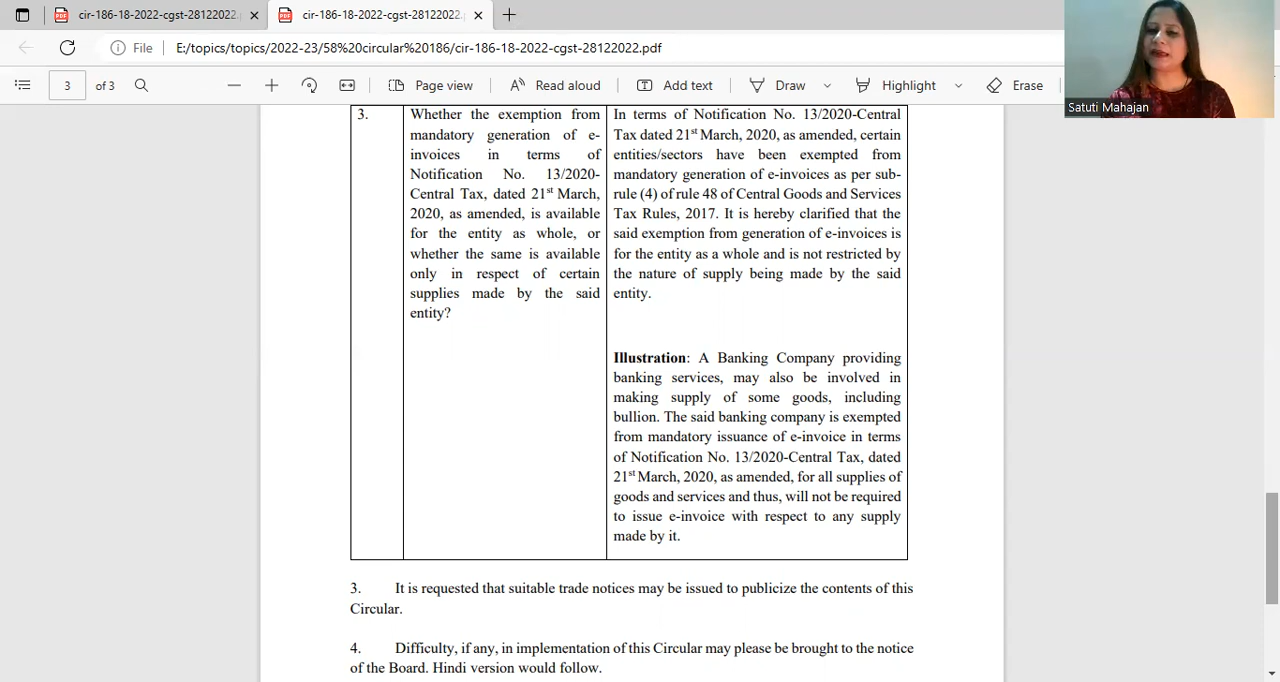 cir-186-18-2022-cgst-28122022.
cir-186-18-2022-cgst-28122022.
File E:/topics/topics/2022-23/58%20circular%20186/cir-186-18-2022-cgst-28122022.pdf
3 of 3 Page view Read aloud Add text Draw Highlight Erase
Satuti Mahajan
3.
Whether the exemption from
mandatory generation of e-
invoices in terms of
Notification No. 13/2020-
Central Tax, dated 21st March,
2020, as amended, is available
for the entity as whole, or
whether the same is available
only in respect of certain
supplies made by the said
entity?
In terms of Notification No. 13/2020-Central
Tax dated 21st March, 2020, as amended, certain
entities/sectors have been exempted from
mandatory generation of e-invoices as per sub-
rule (4) of rule 48 of Central Goods and Services
Tax Rules, 2017. It is hereby clarified that the
said exemption from generation of e-invoices is
for the entity as a whole and is not restricted by
the nature of supply being made by the said
entity.
Illustration: A Banking Company providing
banking services, may also be involved in
making supply of some goods, including
bullion. The said banking company is exempted
from mandatory issuance of e-invoice in terms
of Notification No. 13/2020-Central Tax, dated
21st March, 2020, as amended, for all supplies of
goods and services and thus, will not be required
to issue e-invoice with respect to any supply
made by it.
3. It is requested that suitable trade notices may be issued to publicize the contents of this
Circular.
4. Difficulty, if any, in implementation of this Circular may please be brought to the notice
of the Board. Hindi version would follow.